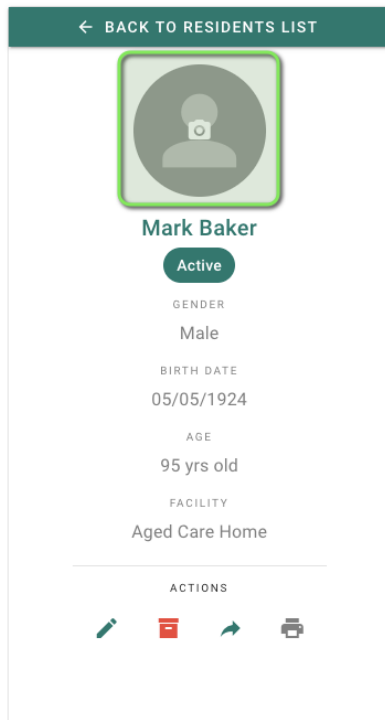 BACK TO RESIDENTS LIST
Mark Baker
Active
GENDER
Male
BIRTH DATE
05/05/1924
AGE
95 yrs old
FACILITY
Aged Care Home
ACTIONS